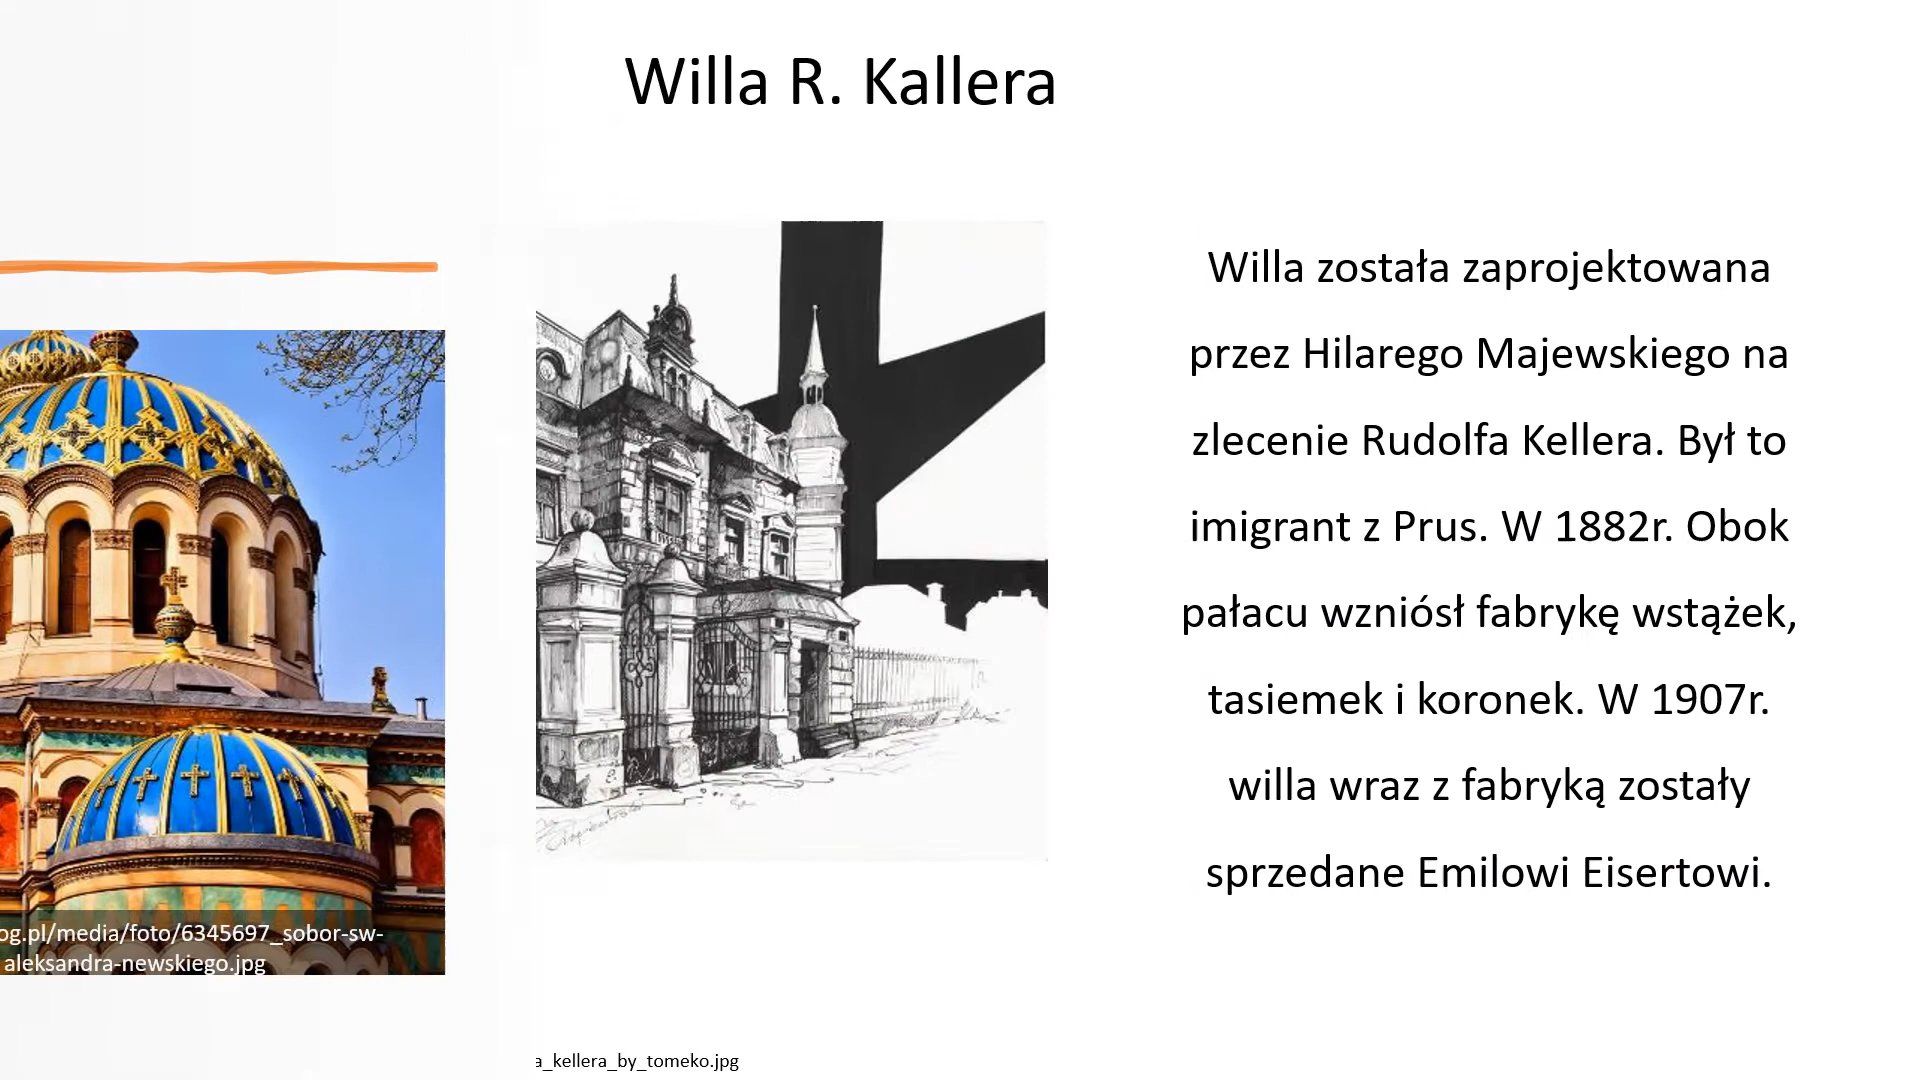 Willa R. Kallera
Willa została zaprojektowana
przez Hilarego Majewskiego na
zlecenie Rudolfa Kellera. Był to
imigrant z Prus. W 1882r. Obok
pałacu wzniósł fabrykę wstążek,
tasiemek i koronek. W 1907r.
willa wraz z fabryką zostały
sprzedane Emilowi Eisertowi.
og.pl/media/foto/6345697_sobor-sw-
aleksandra-newskiego.jpg
a_kellera_by_tomeko.jpg